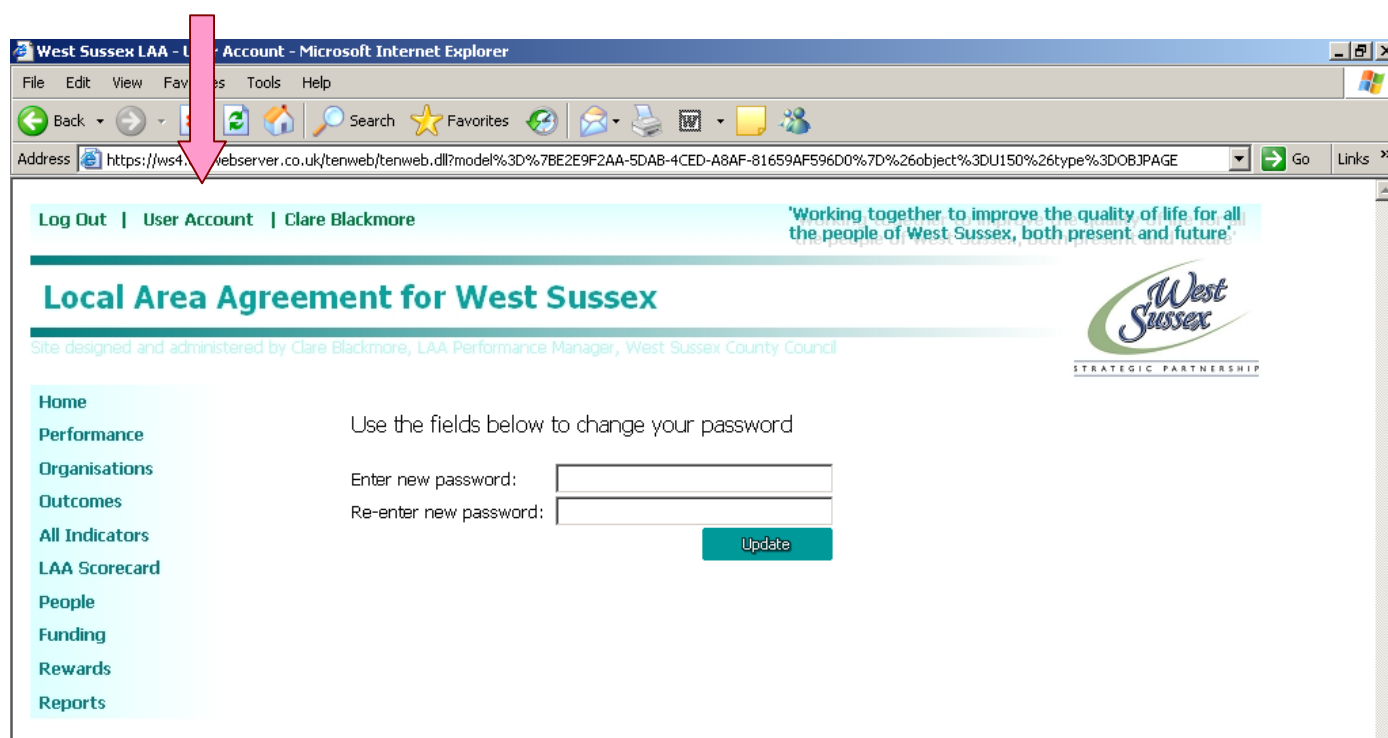 West Sussex LAA - U Account - Microsoft Internet Explorer
File Edit View Fav es Tools Help
Back Search Favorites
Address https://ws4. webserver.co.uk/tenweb/tenweb.dll?model%3D%7BE2E9F2AA-5DAB-4CED-A8AF-81659AF596D0%7D%26object%3DU150%26type%3DOBJPAGE Go Links »
Log Out | User Account | Clare Blackmore
'Working together to improve the quality of life for all
the people of West Sussex, both present and future'
Local Area Agreement for West Sussex
West
Sussex
STRATEGIC PARTNERSHIP
Site designed and administered by Clare Blackmore, LAA Performance Manager, West Sussex County Council
Home
Performance
Organisations
Outcomes
All Indicators
LAA Scorecard
People
Funding
Rewards
Reports
Use the fields below to change your password
Enter new password:
Re-enter new password:
Update